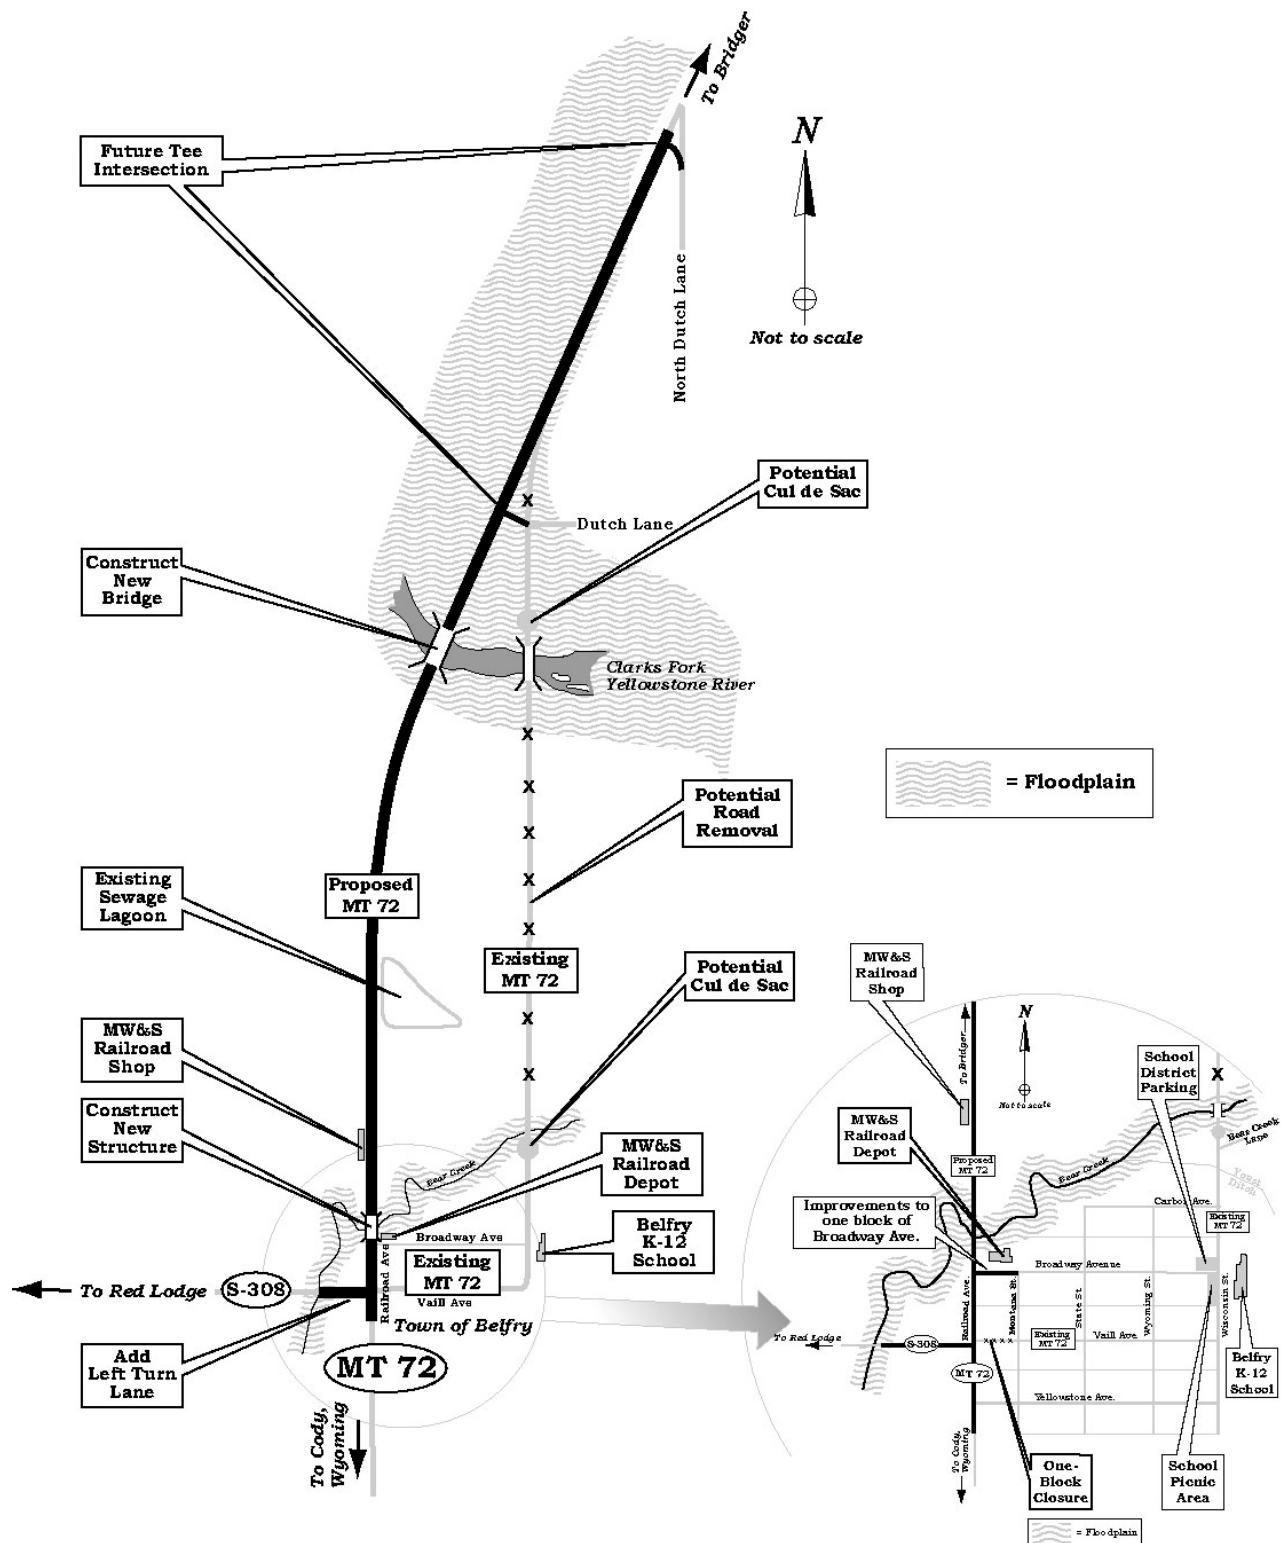 To Bridger
N
Not to scale
Future Tee
Intersection
North Dutch Lane
Potential
Cul de Sac
Dutch Lane
Construct
New
Bridge
Clarks Fork
Yellowstone River
= Floodplain
Potential
Road
Removal
Existing
Sewage
Lagoon
Proposed
MT 72
Existing
MT 72
Potential
Cul de Sac
MW&S
Railroad
Shop
Construct
New
Structure
Bear Creek
MW&S
Railroad
Depot
Broadway Ave
Belfry
K-12
School
Existing
MT 72
Railroad Ave
Vaill Ave
To Red Lodge
S-308
Town of Belfry
Add
Left Turn
Lane
MT 72
To Cody,
Wyoming
MW&S
Railroad
Shop
To Bridger
N
Not to scale
School
District
Parking
MW&S
Railroad
Depot
Bear Creek
Lane
Proposed
MT 72
Bear Creek
Yost
Ditch
Improvements to
one block of
Broadway Ave.
Carbon Ave.
Existing
MT 72
Broadway Avenue
Railroad Ave.
Montana St.
State St.
Wyoming St.
Wisconsin St.
To Red Lodge
S-308
Existing
MT 72
Vaill Ave.
MT 72
Belfry
K-12
School
Yellowstone Ave.
To Cody,
Wyoming
One-
Block
Closure
School
Picnic
Area
= Floodplain